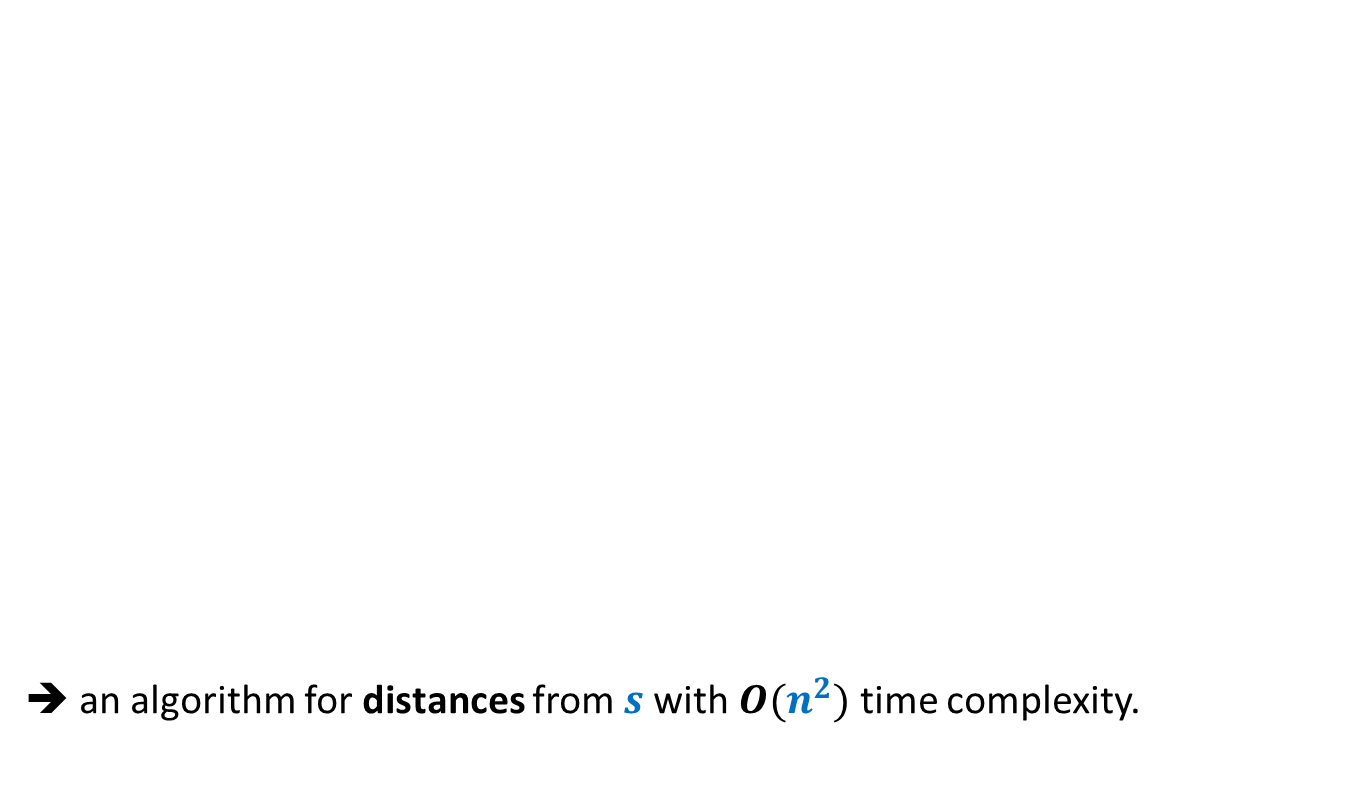 ➔ an algorithm for distances from s with O(n²) time complexity.